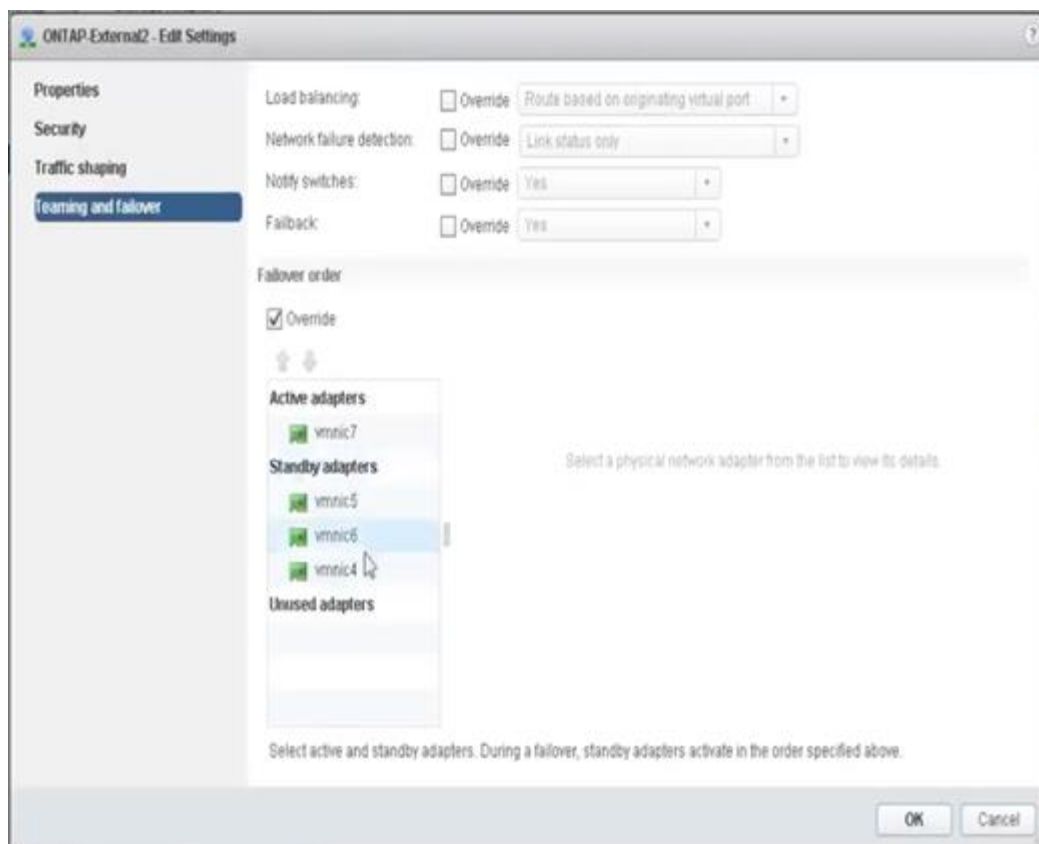 ONTAP-External2 - Edit Settings
?
Properties
Security
Traffic shaping
Teaming and failover
Load balancing:
Override
Route based on originating virtual port
Network failure detection:
Override
Link status only
Notify switches:
Override
Yes
Failback:
Override
Yes
Failover order
Override
Active adapters
vmnic7
Standby adapters
vmnic5
vmnic6
vmnic4
Unused adapters
Select a physical network adapter from the list to view its details.
Select active and standby adapters. During a failover, standby adapters activate in the order specified above.
OK
Cancel